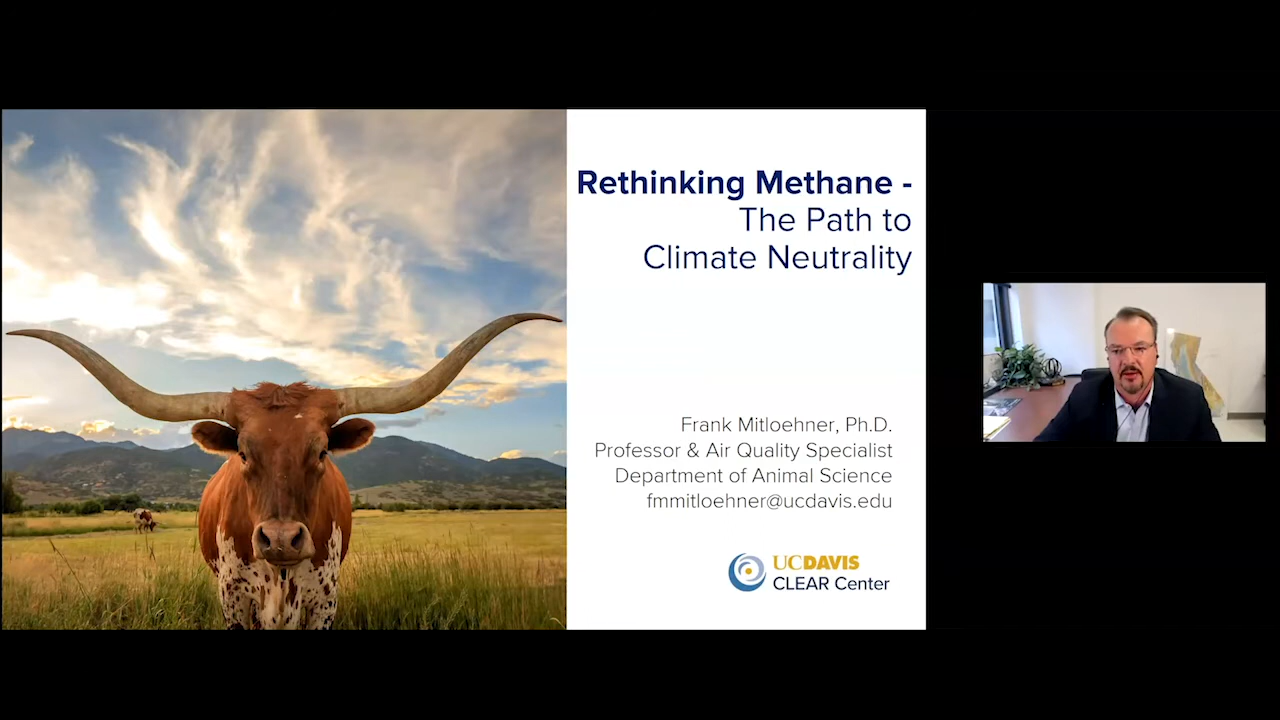 Rethinking Methane -
The Path to
Climate Neutrality
Frank Mitloehner, Ph.D.
Professor & Air Quality Specialist
Department of Animal Science
fmmitloehner@ucdavis.edu
UCDAVIS
CLEAR Center